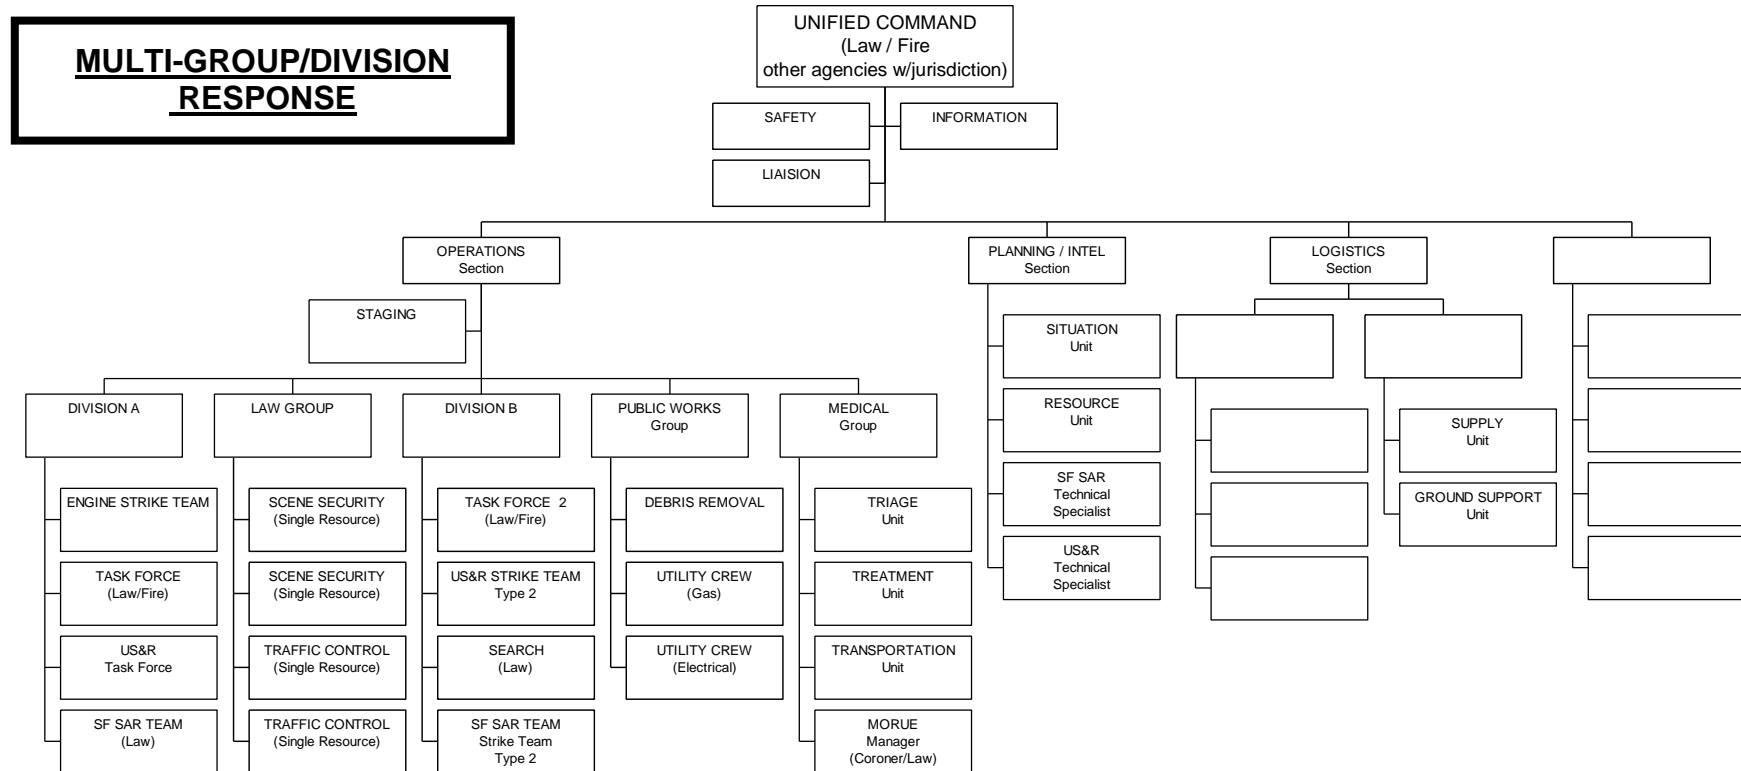 MULTI-GROUP/DIVISION
RESPONSE
UNIFIED COMMAND
(Law / Fire
other agencies w/jurisdiction)
SAFETY
INFORMATION
LIAISION
OPERATIONS
Section
PLANNING / INTEL
Section
LOGISTICS
Section
STAGING
SITUATION
Unit
RESOURCE
Unit
SF SAR
Technical
Specialist
US&R
Technical
Specialist
SUPPLY
Unit
GROUND SUPPORT
Unit
DIVISION A
LAW GROUP
DIVISION B
PUBLIC WORKS
Group
MEDICAL
Group
ENGINE STRIKE TEAM
TASK FORCE
(Law/Fire)
US&R
Task Force
SF SAR TEAM
(Law)
SCENE SECURITY
(Single Resource)
SCENE SECURITY
(Single Resource)
TRAFFIC CONTROL
(Single Resource)
TRAFFIC CONTROL
(Single Resource)
TASK FORCE 2
(Law/Fire)
US&R STRIKE TEAM
Type 2
SEARCH
(Law)
SF SAR TEAM
Strike Team
Type 2
DEBRIS REMOVAL
UTILITY CREW
(Gas)
UTILITY CREW
(Electrical)
TRIAGE
Unit
TREATMENT
Unit
TRANSPORTATION
Unit
MORUE
Manager
(Coroner/Law)